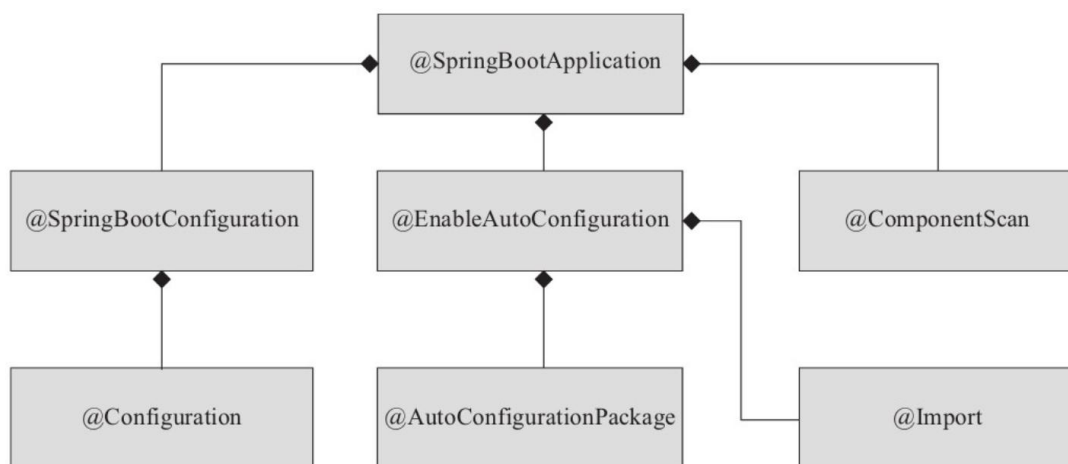 @SpringBootApplication
@SpringBootConfiguration
@EnableAutoConfiguration
@ComponentScan
@Configuration
@AutoConfigurationPackage
@Import